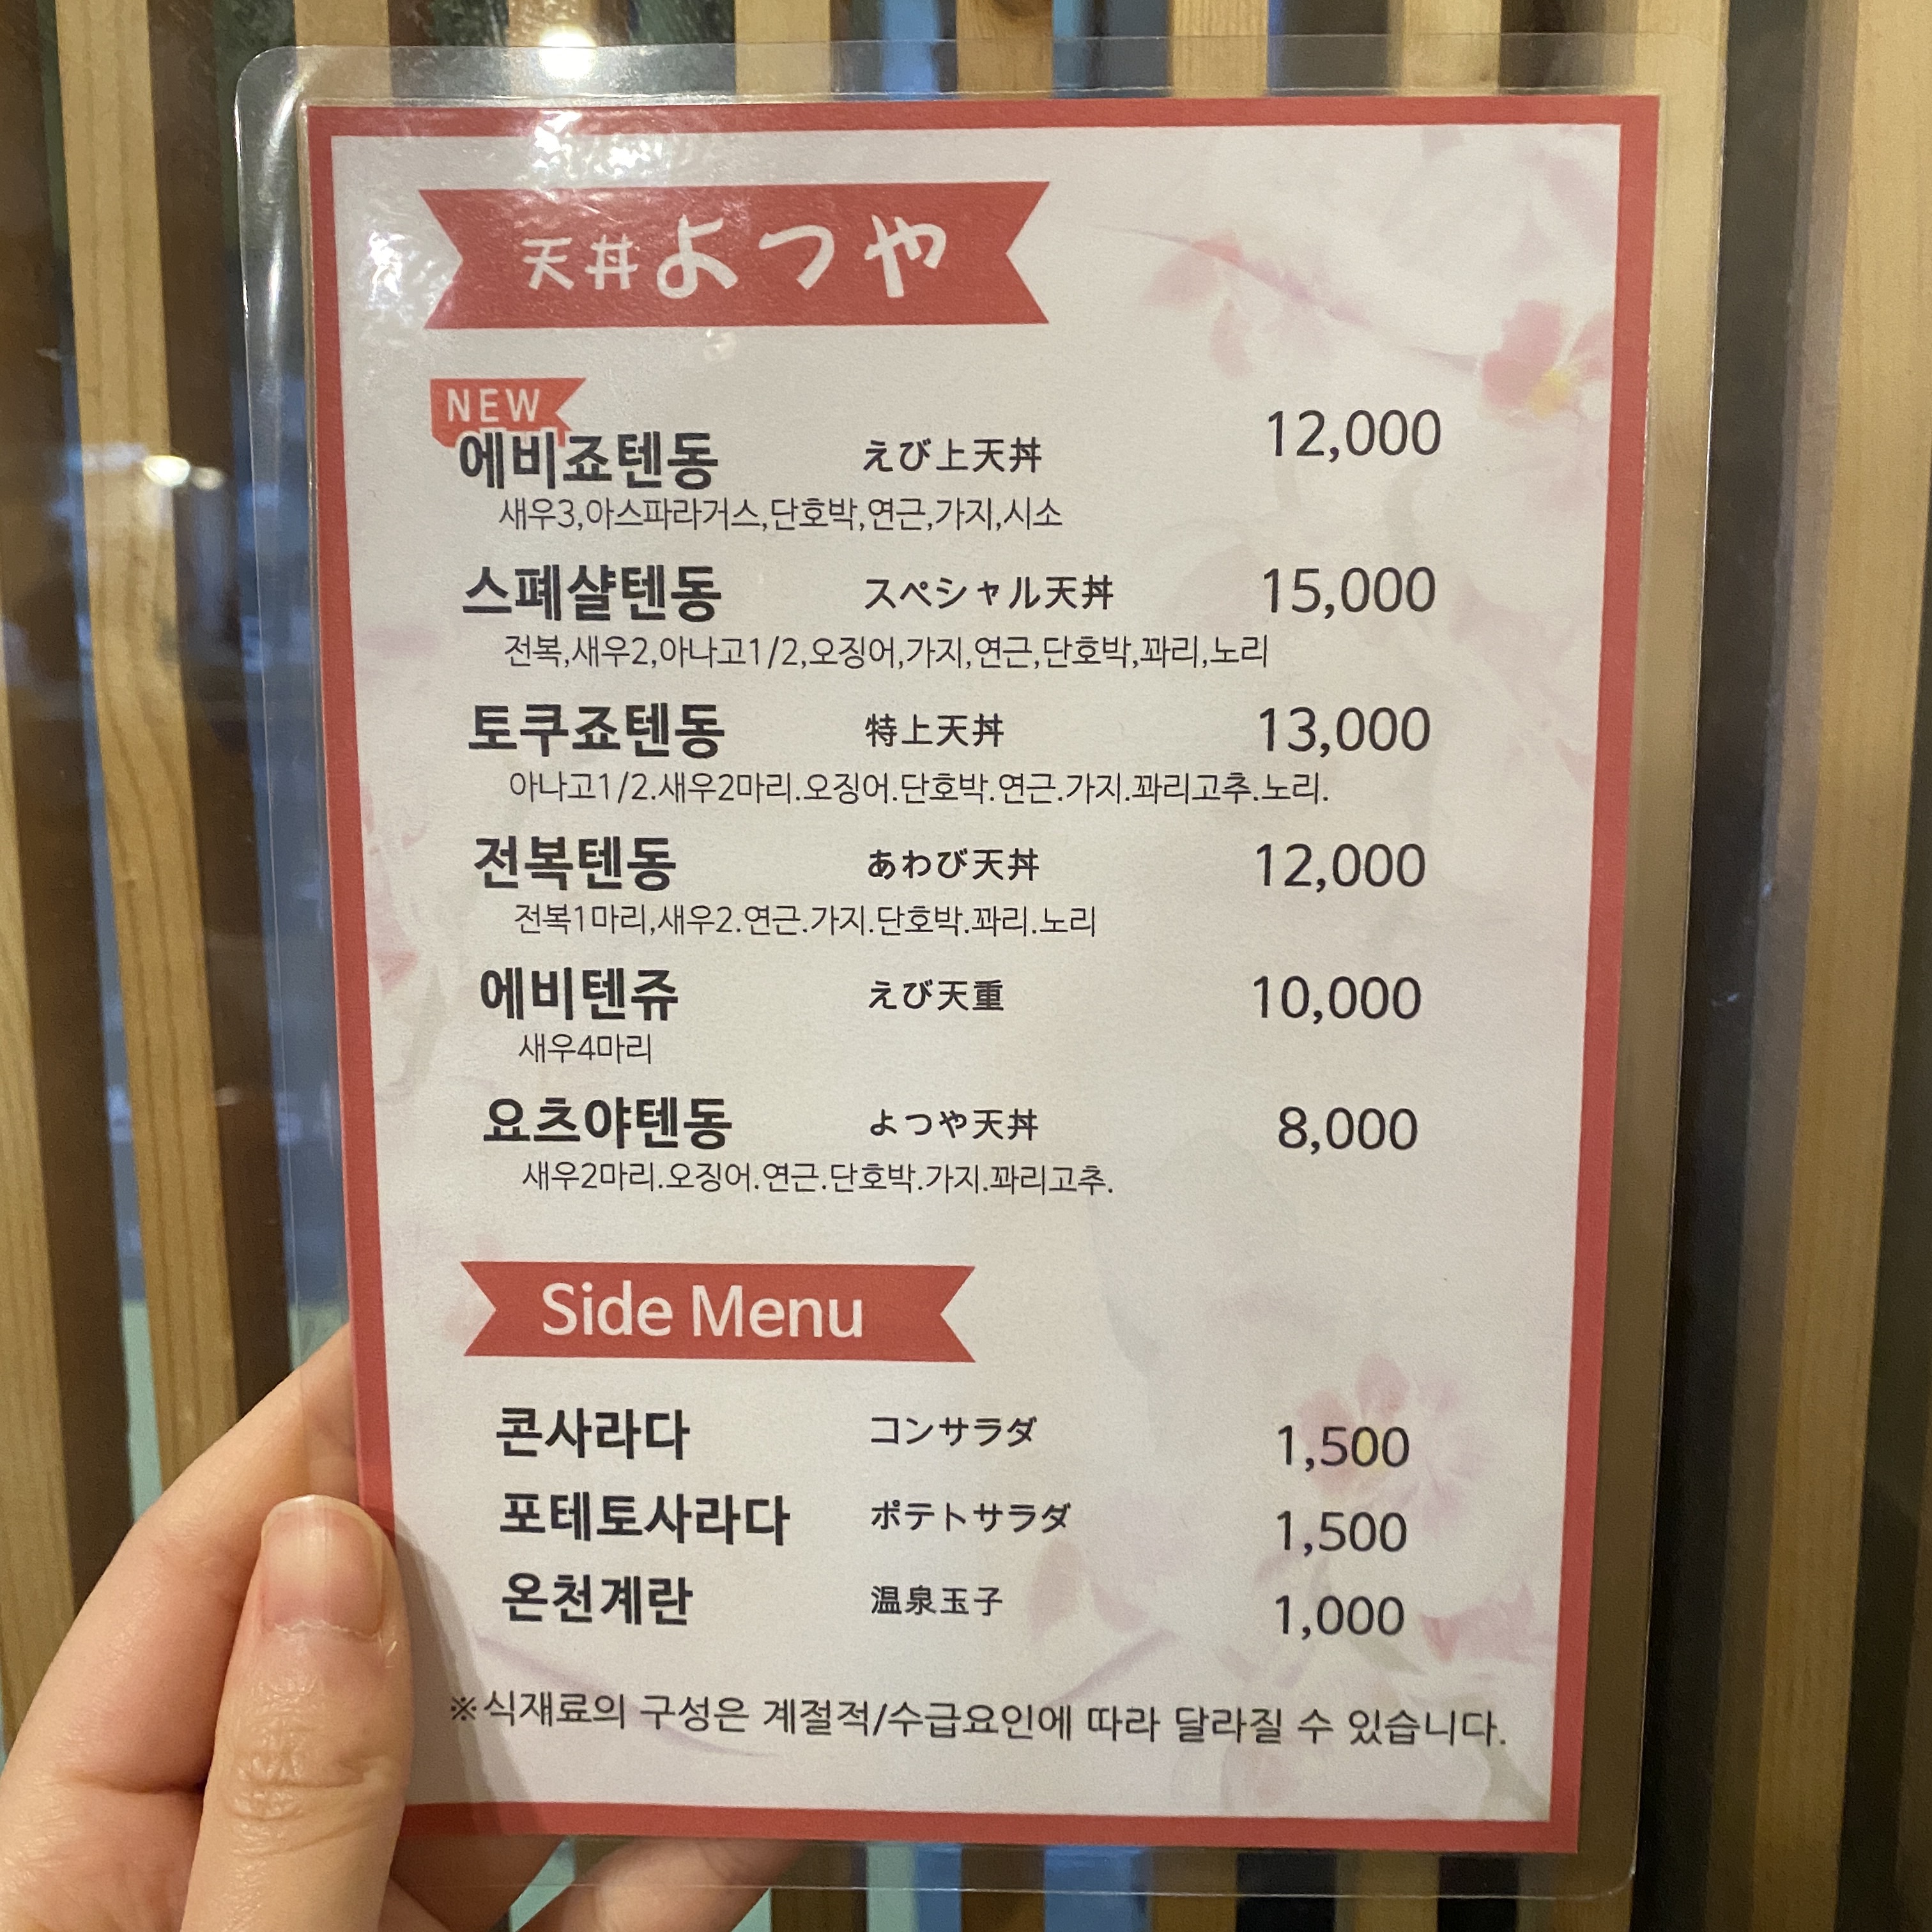 天丼よつや
NEW
에비죠텐동 えび上天丼 12,000
새우3,아스파라거스,단호박,연근,가지,시소
스폐샬텐동 スペシャル天丼 15,000
전복,새우2,아나고1/2,오징어,가지,연근,단호박,꽈리,노리
토쿠죠텐동 特上天丼 13,000
아나고1/2.새우2마리.오징어.단호박.연근.가지.꽈리고추.노리.
전복텐동 あわび天丼 12,000
전복1마리,새우2.연근.가지.단호박.꽈리.노리
에비텐쥬 えび天重 10,000
새우4마리
요츠야텐동 よつや天丼 8,000
새우2마리.오징어.연근.단호박.가지.꽈리고추.
Side Menu
콘사라다 コンサラダ 1,500
포테토사라다 ポテトサラダ 1,500
온천계란 温泉玉子 1,000
※식재료의 구성은 계절적/수급요인에 따라 달라질 수 있습니다.